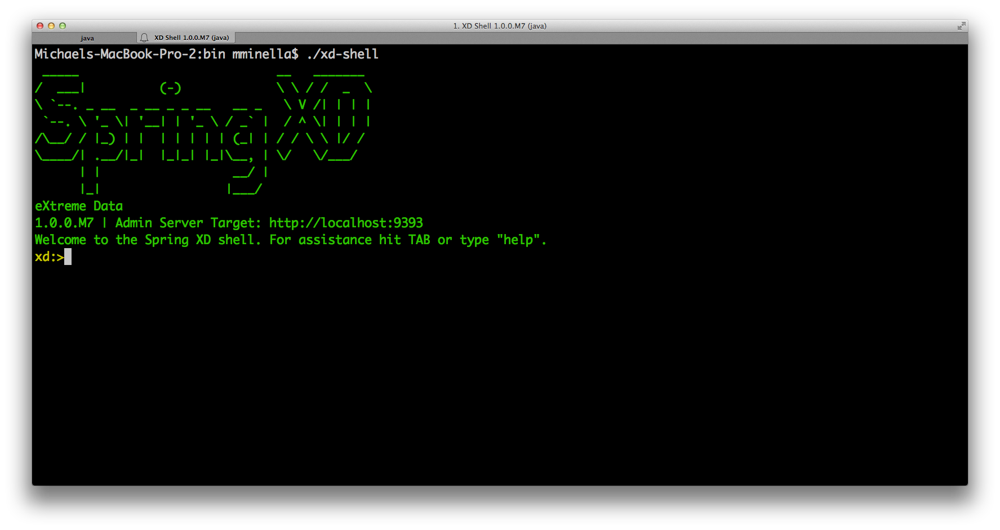 1. XD Shell 1.0.0.M7 (java)
java
XD Shell 1.0.0.M7 (java)
Michaels-MacBook-Pro-2:bin mminella$ ./xd-shell
 _____                           __   _______
/  ___|          (-)             \ \ / /  _  \
\ `--. _ __  _ __ _ _ __   __ _   \ V /| | | |
 `--. \ '_ \| '__| | '_ \ / _` |  / ^ \| | | |
/\__/ / |_) | |  | | | | | (_| | / / \ \ |/ /
\____/| .__/|_|  |_|_| |_|\__, | \/   \/___/
      | |                  __/ |
      |_|                 |___/
eXtreme Data
1.0.0.M7 | Admin Server Target: http://localhost:9393
Welcome to the Spring XD shell. For assistance hit TAB or type "help".
xd:>